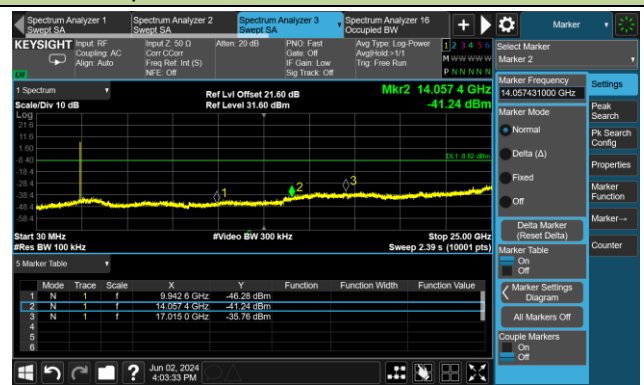 Spectrum Analyzer 1
Swept SA
Spectrum Analyzer 2
Swept SA
Spectrum Analyzer 3
Swept SA
Spectrum Analyzer 16
Occupied BW
Marker
KEYSIGHT
Input: RF
Coupling: AC
Align: Auto
Input Z: 50 Ω
Corr CCorr
Freq Ref: Int (S)
NFE: Off
Atten: 20 dB
PNO: Fast
Gate: Off
IF Gain: Low
Sig Track: Off
Avg Type: Log-Power
Avg|Hold:>1/1
Trig: Free Run
1 2 3 4 5 6
M W W W W W
P N N N N N
LW
1 Spectrum
Scale/Div 10 dB
Ref Lvl Offset 21.60 dB
Ref Level 31.60 dBm
Mkr2 14.057 4 GHz
-41.24 dBm
Log
21.6
11.6
1.60
-8.40
-18.4
-28.4
-38.4
-48.4
-58.4
DL1 -8.62 dBm
1
2
3
Start 30 MHz
#Res BW 100 kHz
#Video BW 300 kHz
Stop 25.00 GHz
Sweep 2.39 s (10001 pts)
5 Marker Table
Mode Trace Scale X Y Function Function Width Function Value
1 N 1 f 9.942 6 GHz -46.28 dBm
2 N 1 f 14.057 4 GHz -41.24 dBm
3 N 1 f 17.015 0 GHz -35.76 dBm
4
5
6
Select Marker
Marker 2
Marker Frequency
14.057431000 GHz
Marker Mode
Normal
Delta (Δ)
Fixed
Off
Delta Marker
(Reset Delta)
Marker Table
On
Off
Marker Settings
Diagram
All Markers Off
Couple Markers
On
Off
Settings
Peak
Search
Pk Search
Config
Properties
Marker
Function
Marker→
Counter
Jun 02, 2024
4:03:33 PM